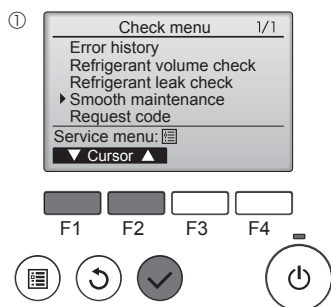 ①
Check menu 1/1
Error history
Refrigerant volume check
Refrigerant leak check
Smooth maintenance
Request code
Service menu:
▼ Cursor ▲
F1 F2 F3 F4